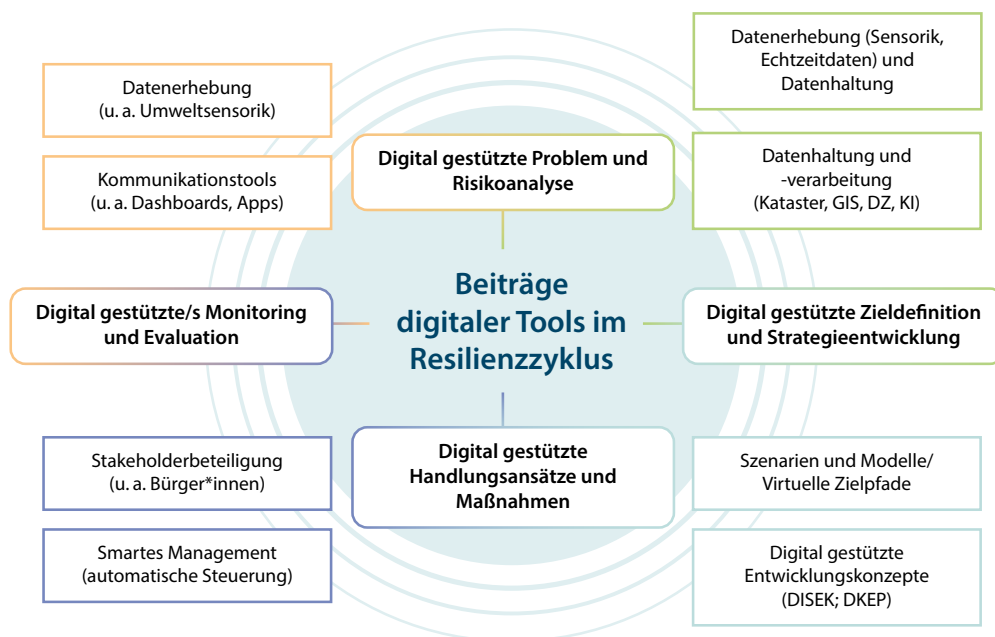 Datenerhebung
(u. a. Umweltsensorik)
Kommunikationstools
(u. a. Dashboards, Apps)
Digital gestützte Problem und
Risikoanalyse
Datenerhebung (Sensorik,
Echtzeitdaten) und
Datenhaltung
Datenhaltung und
-verarbeitung
(Kataster, GIS, DZ, KI)
Digital gestützte/s Monitoring
und Evaluation
Beiträge
digitaler Tools im
Resilienzzyklus
Digital gestützte Zieldefinition
und Strategieentwicklung
Stakeholderbeteiligung
(u. a. Bürger*innen)
Smartes Management
(automatische Steuerung)
Digital gestützte
Handlungsansätze und
Maßnahmen
Szenarien und Modelle/
Virtuelle Zielpfade
Digital gestützte
Entwicklungskonzepte
(DISEK; DKEP)